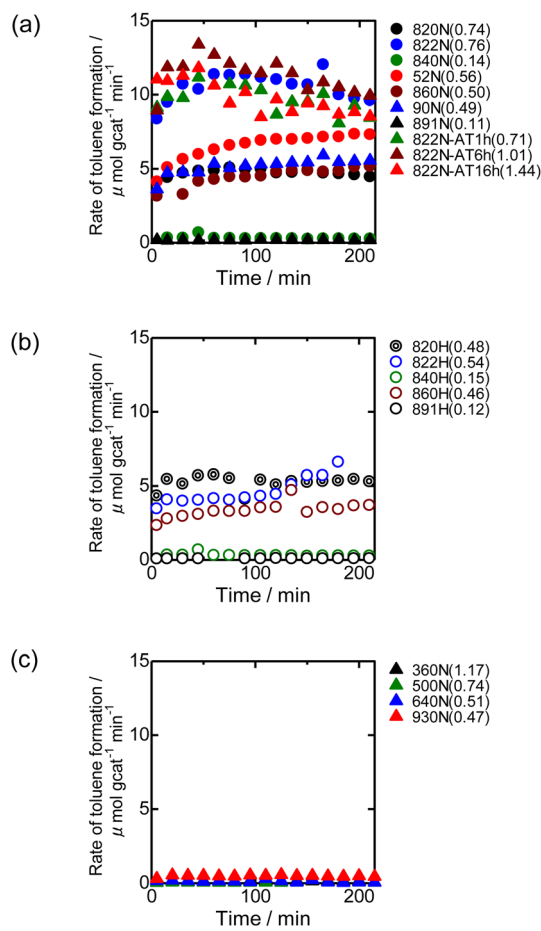 (a)
Rate of toluene formation /
μ mol gcat⁻¹ min⁻¹
15
10
5
0
0
100
200
Time / min
820N(0.74)
822N(0.76)
840N(0.14)
52N(0.56)
860N(0.50)
90N(0.49)
891N(0.11)
822N-AT1h(0.71)
822N-AT6h(1.01)
822N-AT16h(1.44)
(b)
Rate of toluene formation /
μ mol gcat⁻¹ min⁻¹
15
10
5
0
0
100
200
Time / min
820H(0.48)
822H(0.54)
840H(0.15)
860H(0.46)
891H(0.12)
(c)
Rate of toluene formation /
μ mol gcat⁻¹ min⁻¹
15
10
5
0
0
100
200
Time / min
360N(1.17)
500N(0.74)
640N(0.51)
930N(0.47)